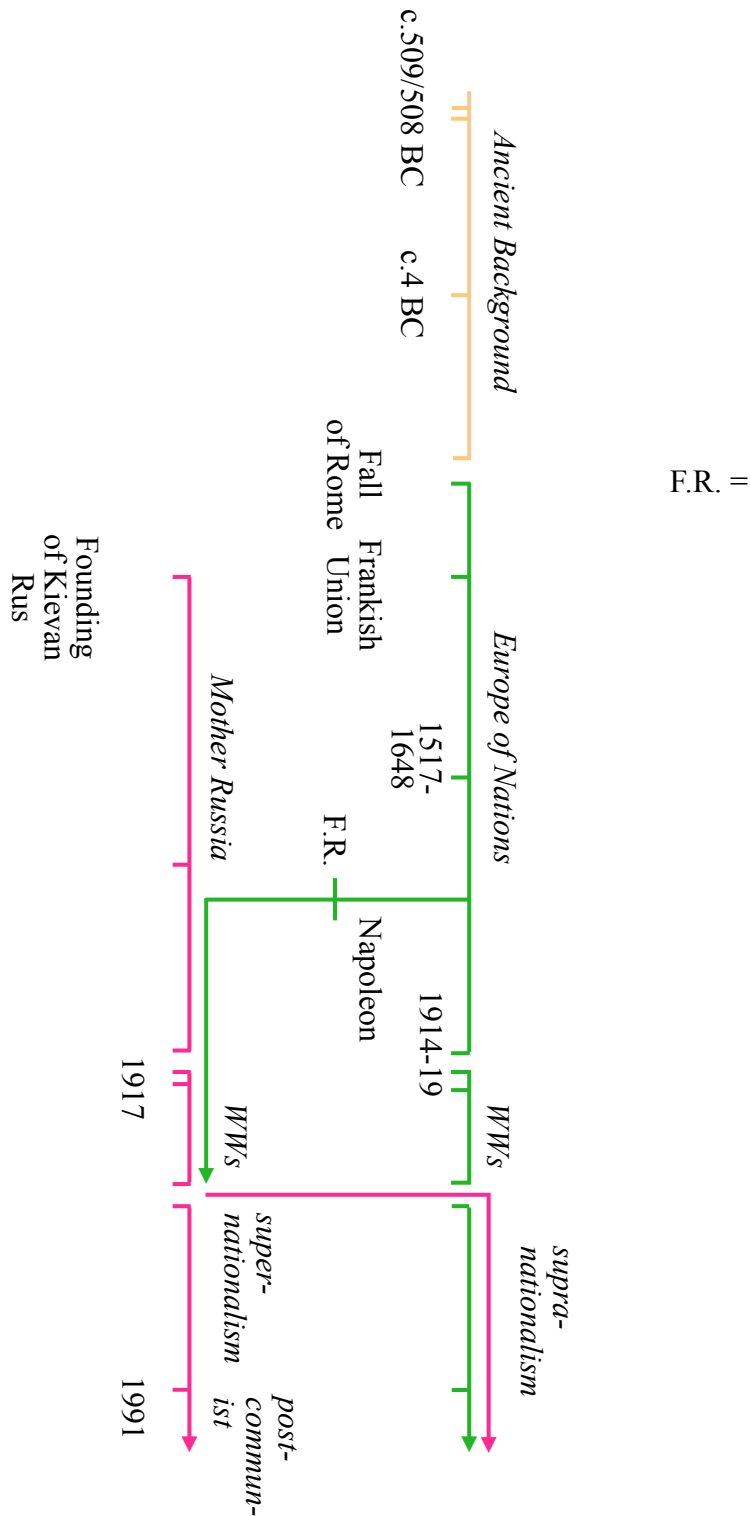 F.R. =
Ancient Background
c.509/508 BC
c.4 BC
Europe of Nations
Fall
of Rome
Frankish
Union
1517-
1648
1914-19
WWs
supra-
nationalism
F.R.
Napoleon
Mother Russia
Founding
of Kievan
Rus
1917
WWs
super-
nationalism
post-
commun-
ist
1991